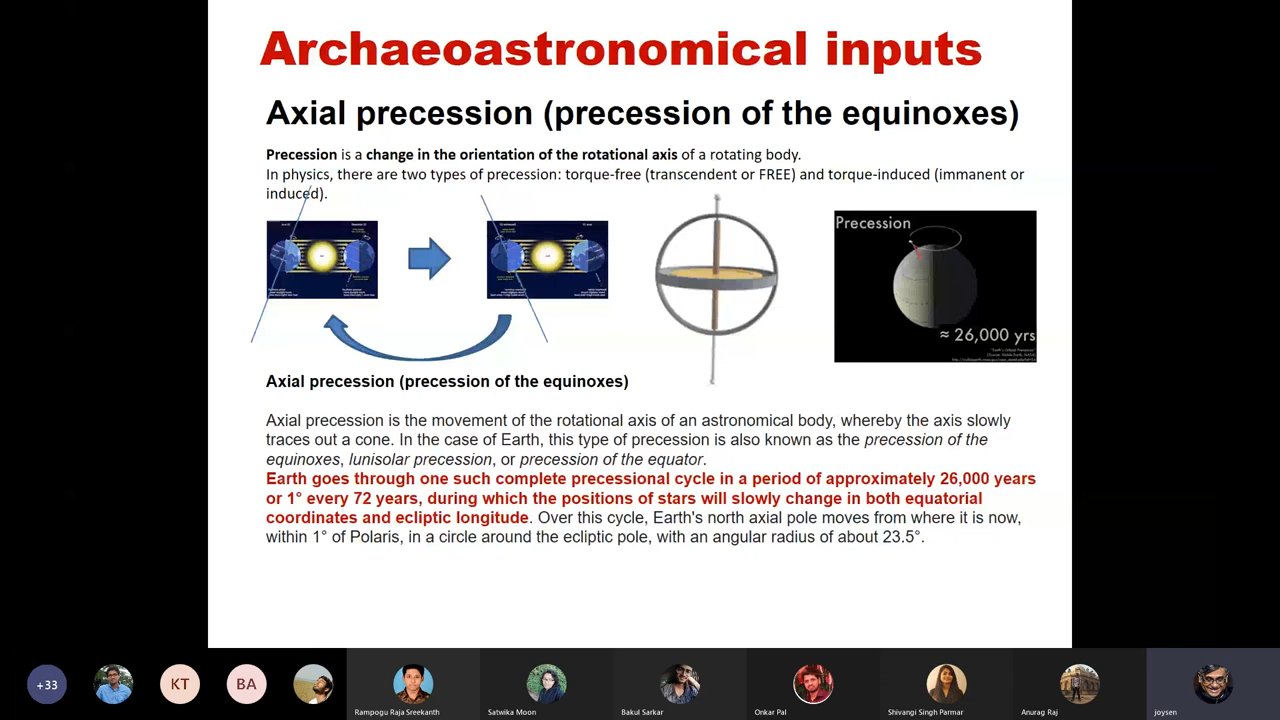 Archaeoastronomical inputs
Axial precession (precession of the equinoxes)
Precession is a change in the orientation of the rotational axis of a rotating body.
In physics, there are two types of precession: torque-free (transcendent or FREE) and torque-induced (immanent or
induced).
Precession
≈ 26,000 yrs
Axial precession (precession of the equinoxes)
Axial precession is the movement of the rotational axis of an astronomical body, whereby the axis slowly
traces out a cone. In the case of Earth, this type of precession is also known as the precession of the
equinoxes, lunisolar precession, or precession of the equator.
Earth goes through one such complete precessional cycle in a period of approximately 26,000 years
or 1° every 72 years, during which the positions of stars will slowly change in both equatorial
coordinates and ecliptic longitude. Over this cycle, Earth's north axial pole moves from where it is now,
within 1° of Polaris, in a circle around the ecliptic pole, with an angular radius of about 23.5°.
+33
KT
BA
Rampogu Raja Sreekanth
Satwika Moon
Bakul Sarkar
Onkar Pal
Shivangi Singh Parmar
Anurag Raj
joysen